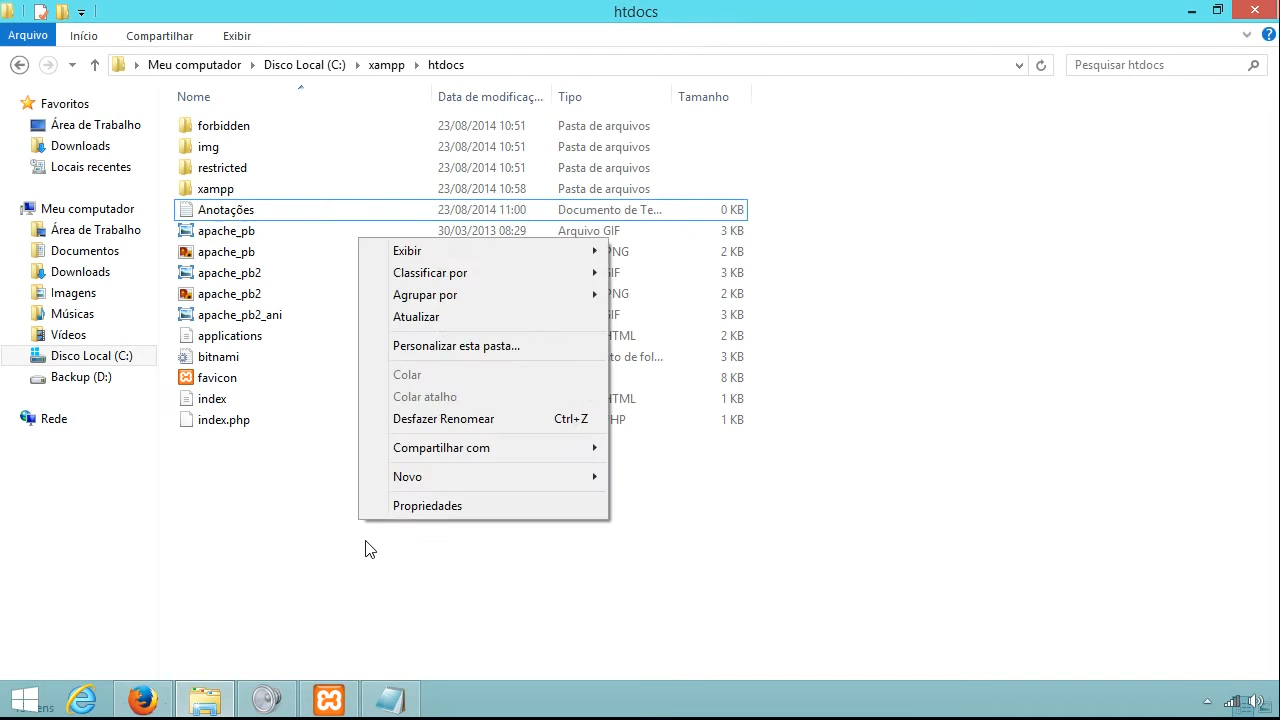 htdocs
Arquivo Início Compartilhar Exibir
Meu computador Disco Local (C:) xampp htdocs Pesquisar htdocs
Nome Data de modificaç... Tipo Tamanho
Favoritos
Área de Trabalho
Downloads
Locais recentes
Meu computador
Área de Trabalho
Documentos
Downloads
Imagens
Músicas
Vídeos
Disco Local (C:)
Backup (D:)
Rede
forbidden 23/08/2014 10:51 Pasta de arquivos
img 23/08/2014 10:51 Pasta de arquivos
restricted 23/08/2014 10:51 Pasta de arquivos
xampp 23/08/2014 10:58 Pasta de arquivos
Anotações 23/08/2014 11:00 Documento de Te... 0 KB
apache_pb 30/03/2013 08:29 Arquivo GIF 3 KB
apache_pb PNG 2 KB
apache_pb2 GIF 3 KB
apache_pb2 PNG 2 KB
apache_pb2_ani GIF 3 KB
applications HTML 2 KB
bitnami to de fol... 3 KB
favicon 8 KB
index HTML 1 KB
index.php HP 1 KB
Exibir
Classificar por
Agrupar por
Atualizar
Personalizar esta pasta...
Colar
Colar atalho
Desfazer Renomear Ctrl+Z
Compartilhar com
Novo
Propriedades